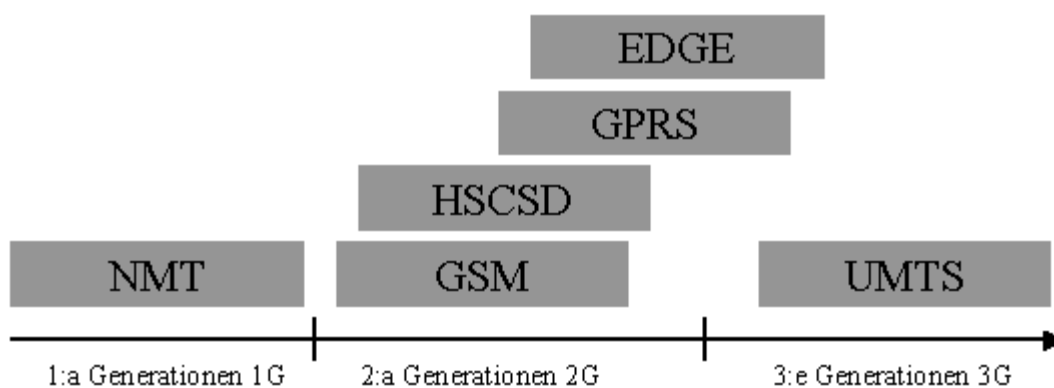 EDGE
GPRS
HSCSD
NMT GSM UMTS
1:a Generationen 1G 2:a Generationen 2G 3:e Generationen 3G